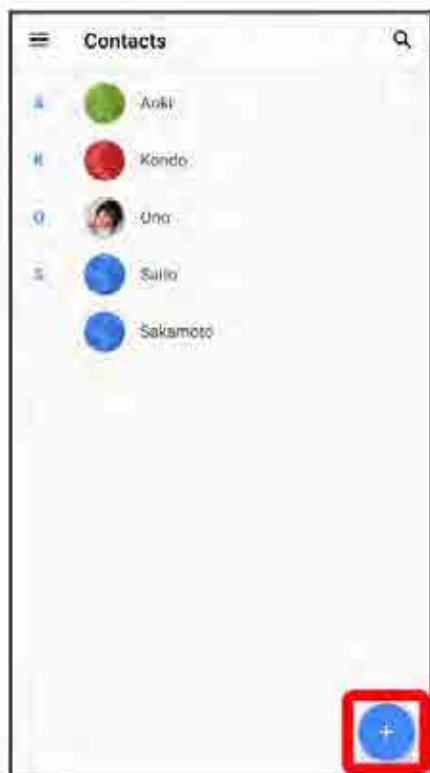 Contacts
A Aoki
K Kondo
O Ono
S Saito
Sakamoto
+